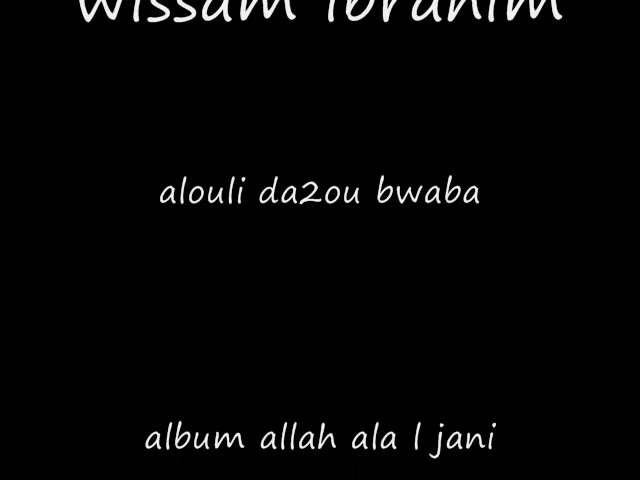 wissam ibrahim
alouli da2ou bwaba
album allah ala l jani